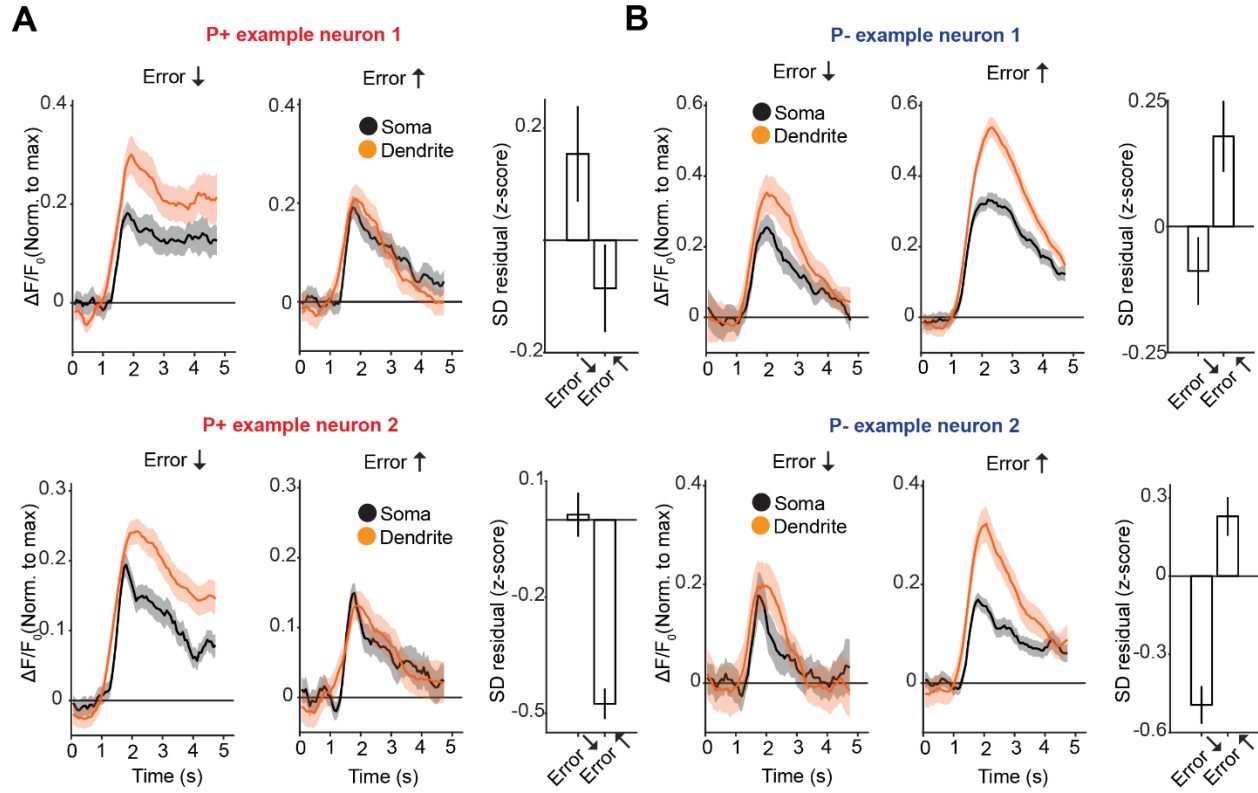 A
P+ example neuron 1
Error ↓
Error ↑
ΔF/F0(Norm. to max)
0.4
0.2
0
0 1 2 3 4 5
0.4
0.2
0
0 1 2 3 4 5
Soma
Dendrite
SD residual (z-score)
0.2
-0.2
Error ↓
Error ↑
B
P- example neuron 1
Error ↓
Error ↑
ΔF/F0(Norm. to max)
0.6
0.4
0.2
0
0 1 2 3 4 5
Soma
Dendrite
0.6
0.4
0.2
0
0 1 2 3 4 5
SD residual (z-score)
0.25
0
-0.25
Error ↓
Error ↑
P+ example neuron 2
Error ↓
Error ↑
ΔF/F0(Norm. to max)
0.3
0.2
0.1
0
0 1 2 3 4 5
Time (s)
0.3
0.2
0.1
0
0 1 2 3 4 5
Time (s)
Soma
Dendrite
SD residual (z-score)
0.1
-0.2
-0.5
Error ↓
Error ↑
P- example neuron 2
Error ↓
Error ↑
ΔF/F0(Norm. to max)
0.4
0.2
0
0 1 2 3 4 5
Time (s)
Soma
Dendrite
0.4
0.2
0
0 1 2 3 4 5
Time (s)
SD residual (z-score)
0.3
0
-0.3
-0.6
Error ↓
Error ↑